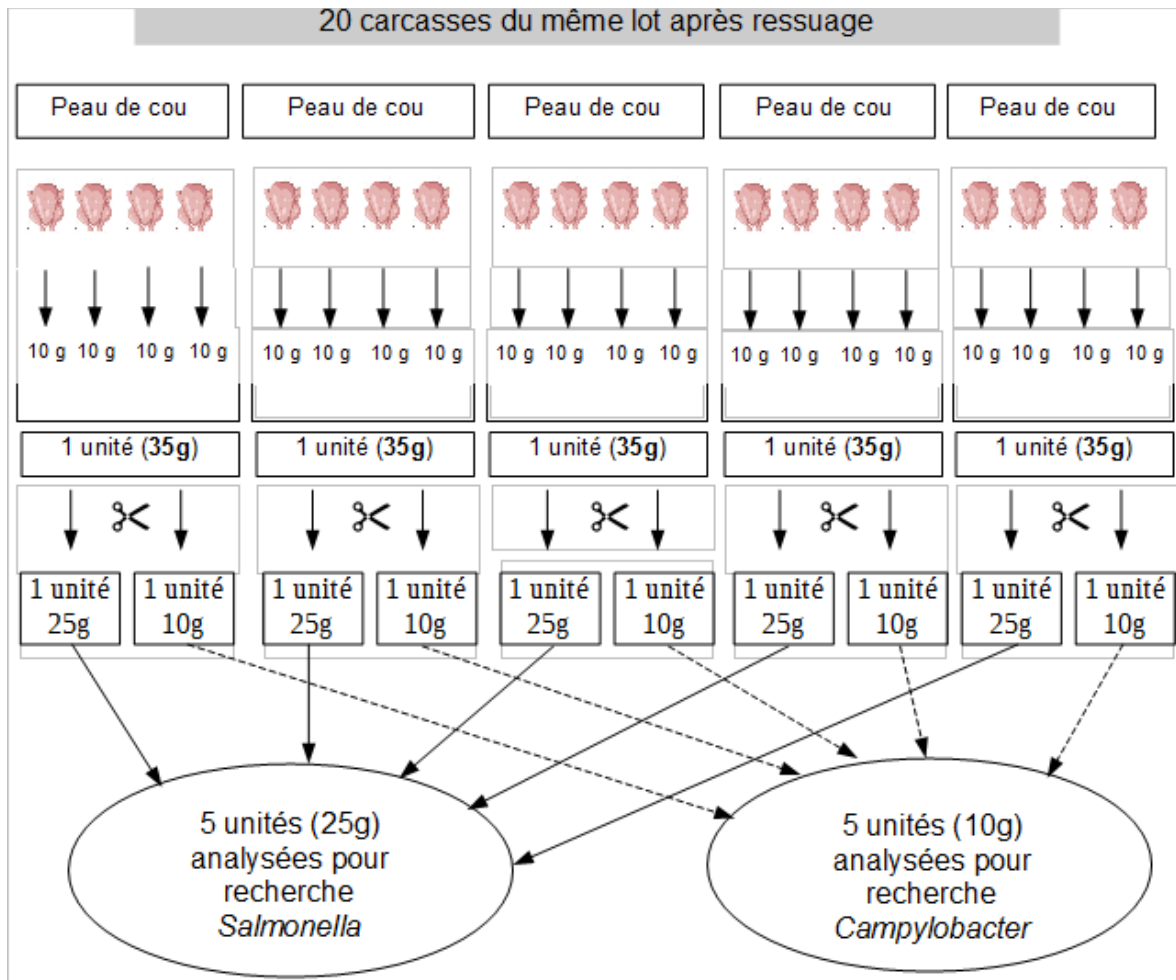 20 carcasses du même lot après ressuage
Peau de cou Peau de cou Peau de cou Peau de cou Peau de cou
10 g 10 g 10 g 10 g 10 g 10 g 10 g 10 g 10 g 10 g 10 g 10 g 10 g 10 g 10 g 10 g 10 g 10 g 10 g 10 g
1 unité (35g) 1 unité (35g) 1 unité (35g) 1 unité (35g) 1 unité (35g)
1 unité 1 unité 1 unité 1 unité 1 unité 1 unité 1 unité 1 unité 1 unité 1 unité
25g 10g 25g 10g 25g 10g 25g 10g 25g 10g
5 unités (25g)
analysées pour
recherche
Salmonella
5 unités (10g)
analysées pour
recherche
Campylobacter